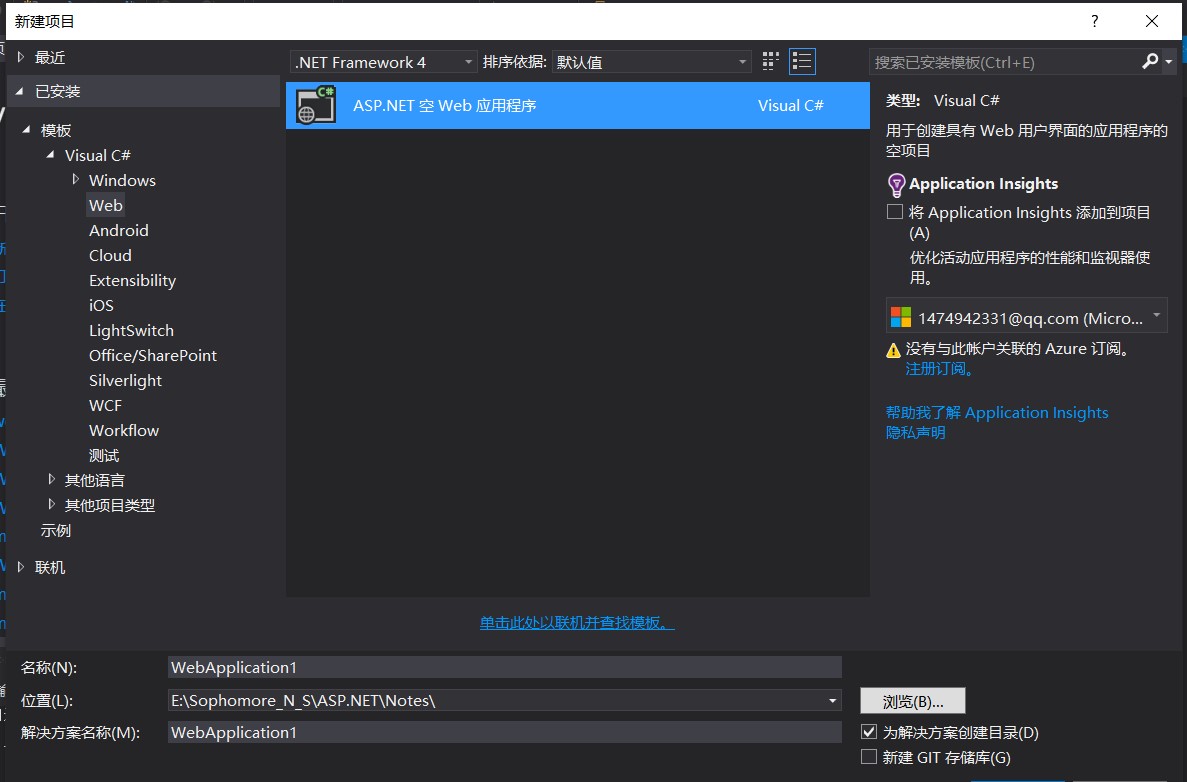 新建项目
?
最近
.NET Framework 4
排序依据:
默认值
搜索已安装模板(Ctrl+E)
已安装
模板
Visual C#
Windows
Web
Android
Cloud
Extensibility
iOS
LightSwitch
Office/SharePoint
Silverlight
WCF
Workflow
测试
其他语言
其他项目类型
示例
联机
C#
ASP.NET 空 Web 应用程序
Visual C#
单击此处以联机并查找模板。
类型: Visual C#
用于创建具有 Web 用户界面的应用程序的
空项目
Application Insights
将 Application Insights 添加到项目
(A)
优化活动应用程序的性能和监视器使
用。
1474942331@qq.com (Micro...
没有与此帐户关联的 Azure 订阅。
注册订阅。
帮助我了解 Application Insights
隐私声明
名称(N):
WebApplication1
位置(L):
E:\Sophomore_N_S\ASP.NET\Notes\
浏览(B)...
解决方案名称(M):
WebApplication1
为解决方案创建目录(D)
新建 GIT 存储库(G)